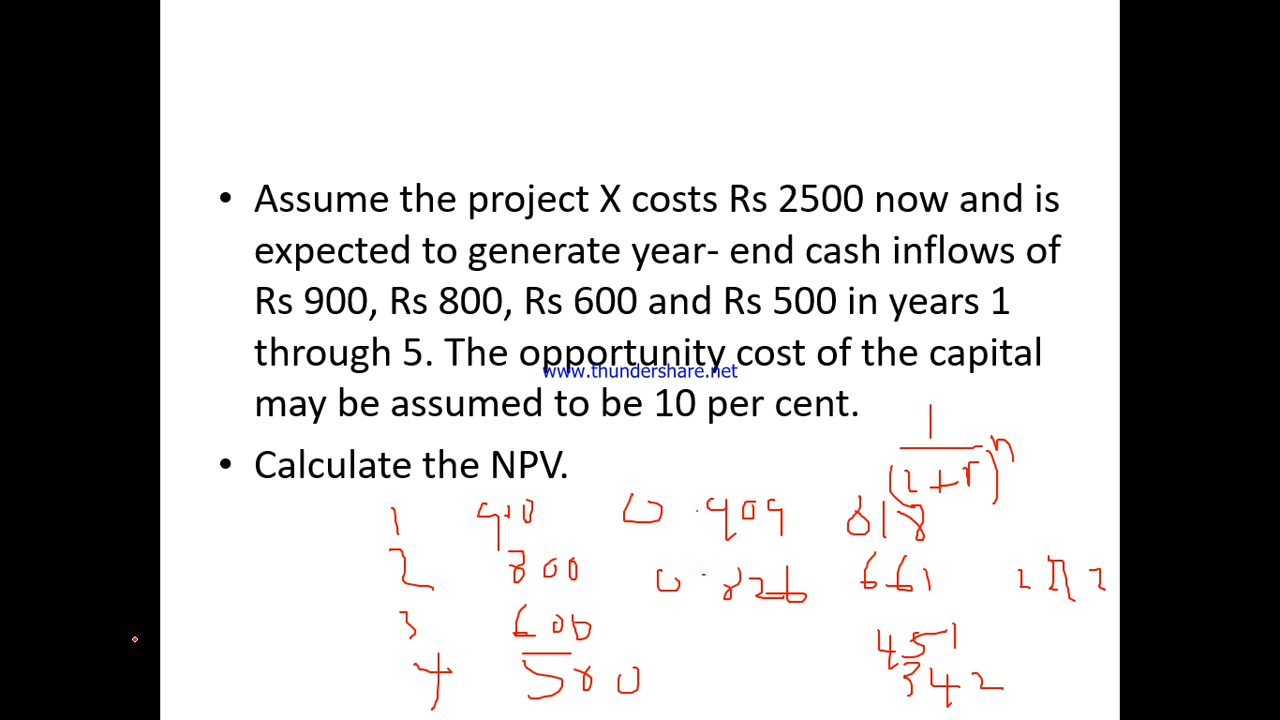 • Assume the project X costs Rs 2500 now and is
expected to generate year- end cash inflows of
Rs 900, Rs 800, Rs 600 and Rs 500 in years 1
through 5. The opportunity cost of the capital
www.thundershare.net
may be assumed to be 10 per cent.
• Calculate the NPV.
1
(1+r)^n
1 900 0.909 818
2 800 0.826 661
3 600 451
4 500 342